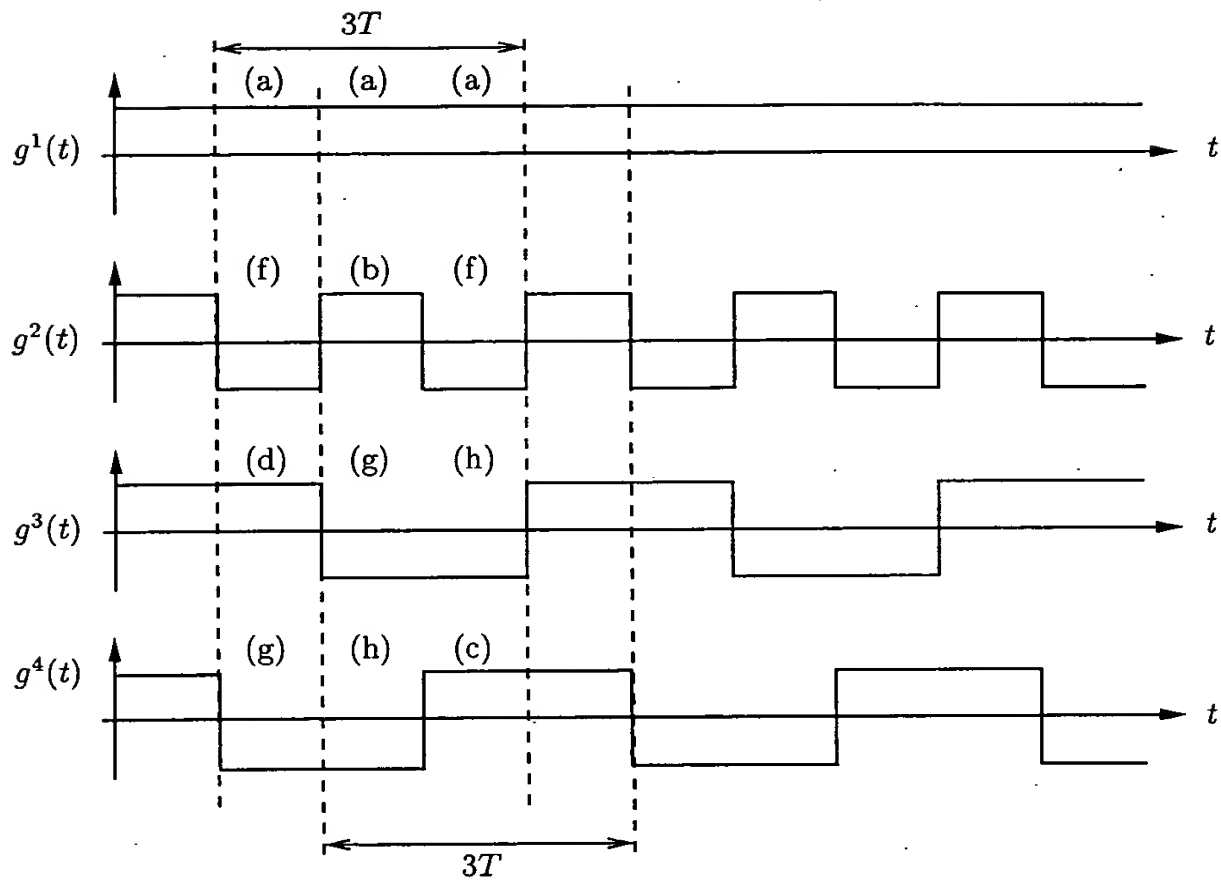 3T
(a) (a) (a)
g¹(t) t
(f) (b) (f)
g²(t) t
(d) (g) (h)
g³(t) t
(g) (h) (c)
g⁴(t) t
3T